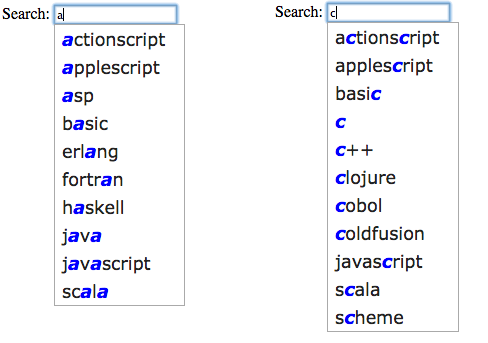 Search: a
actionscript
applescript
asp
basic
erlang
fortran
haskell
java
javascript
scala
Search: c
actionscript
applescript
basic
c
c++
clojure
cobol
coldfusion
javascript
scala
scheme